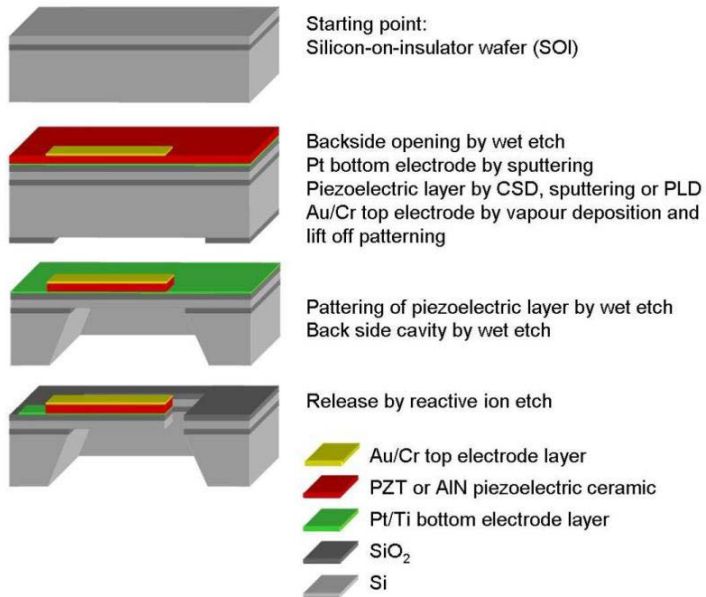 Starting point:
Silicon-on-insulator wafer (SOI)
Backside opening by wet etch
Pt bottom electrode by sputtering
Piezoelectric layer by CSD, sputtering or PLD
Au/Cr top electrode by vapour deposition and
lift off patterning
Pattering of piezoelectric layer by wet etch
Back side cavity by wet etch
Release by reactive ion etch
Au/Cr top electrode layer
PZT or AlN piezoelectric ceramic
Pt/Ti bottom electrode layer
SiO₂
Si